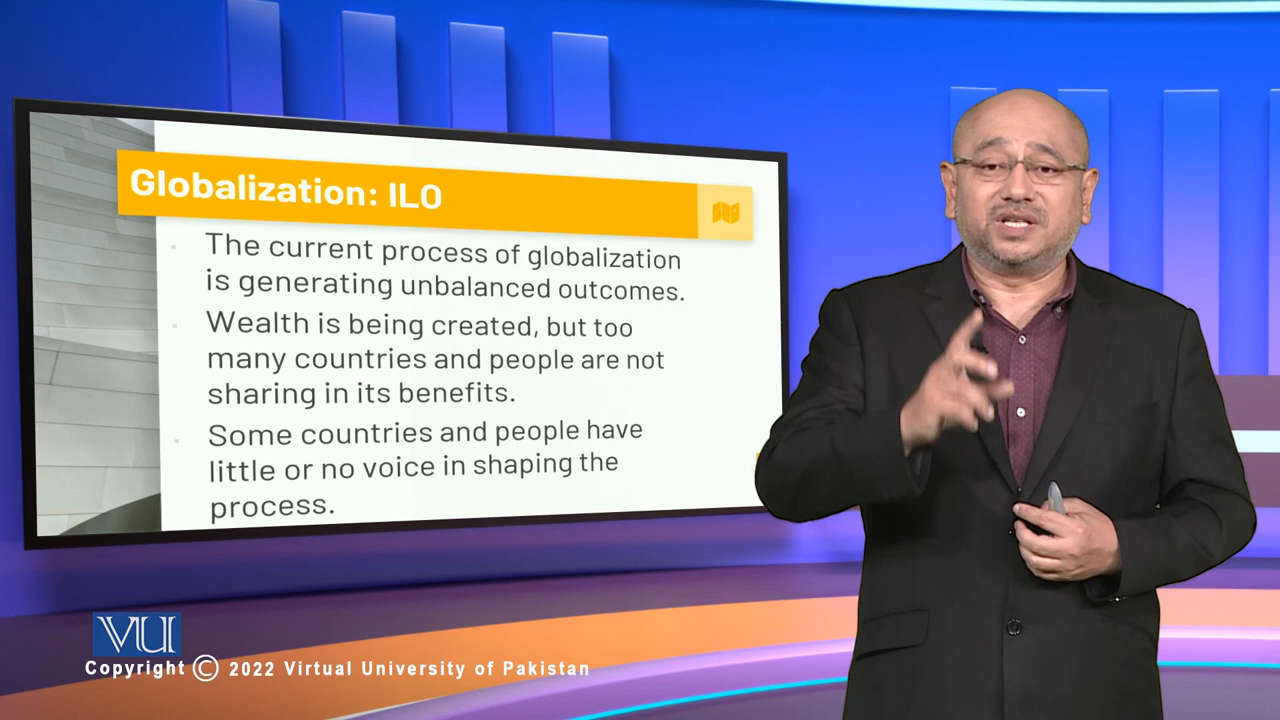 Globalization: ILO
The current process of globalization
is generating unbalanced outcomes.
Wealth is being created, but too
many countries and people are not
sharing in its benefits.
Some countries and people have
little or no voice in shaping the
process.
VU
Copyright © 2022 Virtual University of Pakistan